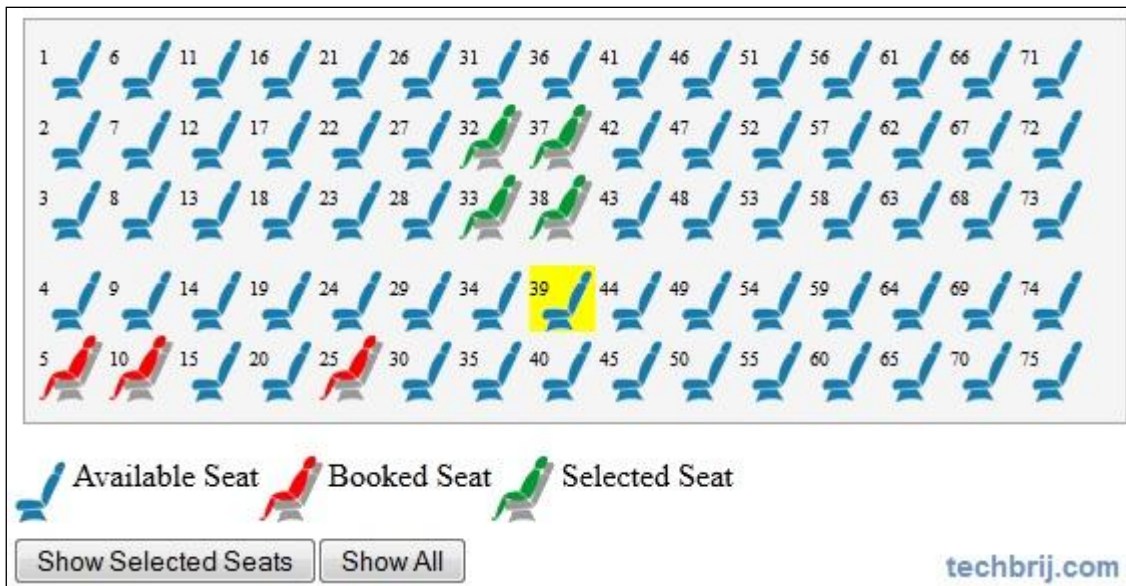 1 6 11 16 21 26 31 36 41 46 51 56 61 66 71
2 7 12 17 22 27 32 37 42 47 52 57 62 67 72
3 8 13 18 23 28 33 38 43 48 53 58 63 68 73
4 9 14 19 24 29 34 39 44 49 54 59 64 69 74
5 10 15 20 25 30 35 40 45 50 55 60 65 70 75
Available Seat Booked Seat Selected Seat
Show Selected Seats Show All
techbrij.com